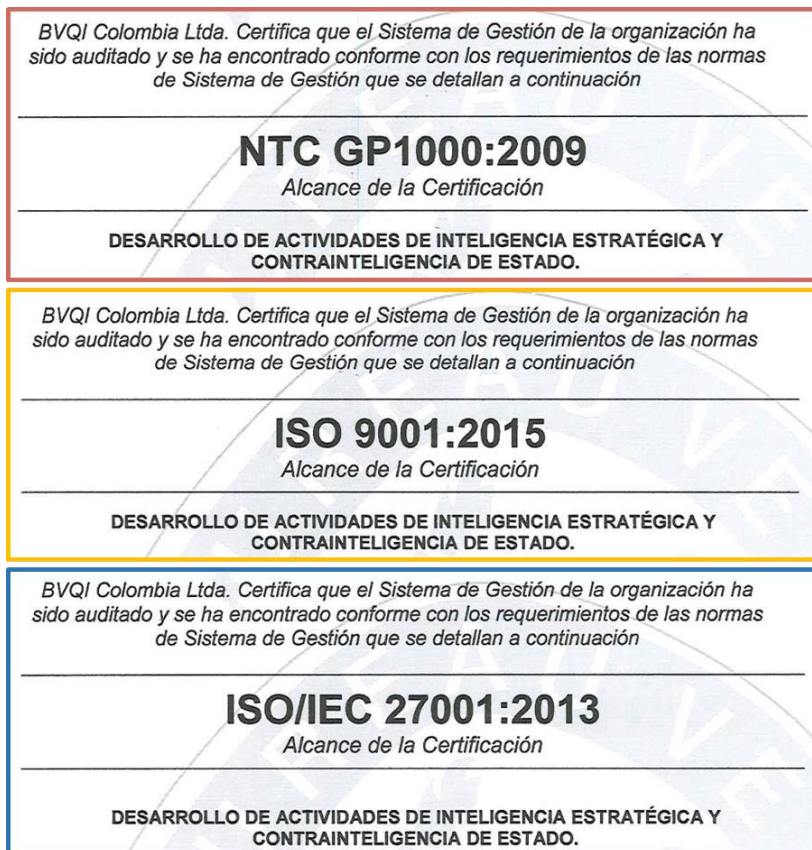 BVQI Colombia Ltda. Certifica que el Sistema de Gestión de la organización ha
sido auditado y se ha encontrado conforme con los requerimientos de las normas
de Sistema de Gestión que se detallan a continuación
NTC GP1000:2009
Alcance de la Certificación
DESARROLLO DE ACTIVIDADES DE INTELIGENCIA ESTRATÉGICA Y
CONTRAINTELIGENCIA DE ESTADO.
BVQI Colombia Ltda. Certifica que el Sistema de Gestión de la organización ha
sido auditado y se ha encontrado conforme con los requerimientos de las normas
de Sistema de Gestión que se detallan a continuación
ISO 9001:2015
Alcance de la Certificación
DESARROLLO DE ACTIVIDADES DE INTELIGENCIA ESTRATÉGICA Y
CONTRAINTELIGENCIA DE ESTADO.
BVQI Colombia Ltda. Certifica que el Sistema de Gestión de la organización ha
sido auditado y se ha encontrado conforme con los requerimientos de las normas
de Sistema de Gestión que se detallan a continuación
ISO/IEC 27001:2013
Alcance de la Certificación
DESARROLLO DE ACTIVIDADES DE INTELIGENCIA ESTRATÉGICA Y
CONTRAINTELIGENCIA DE ESTADO.